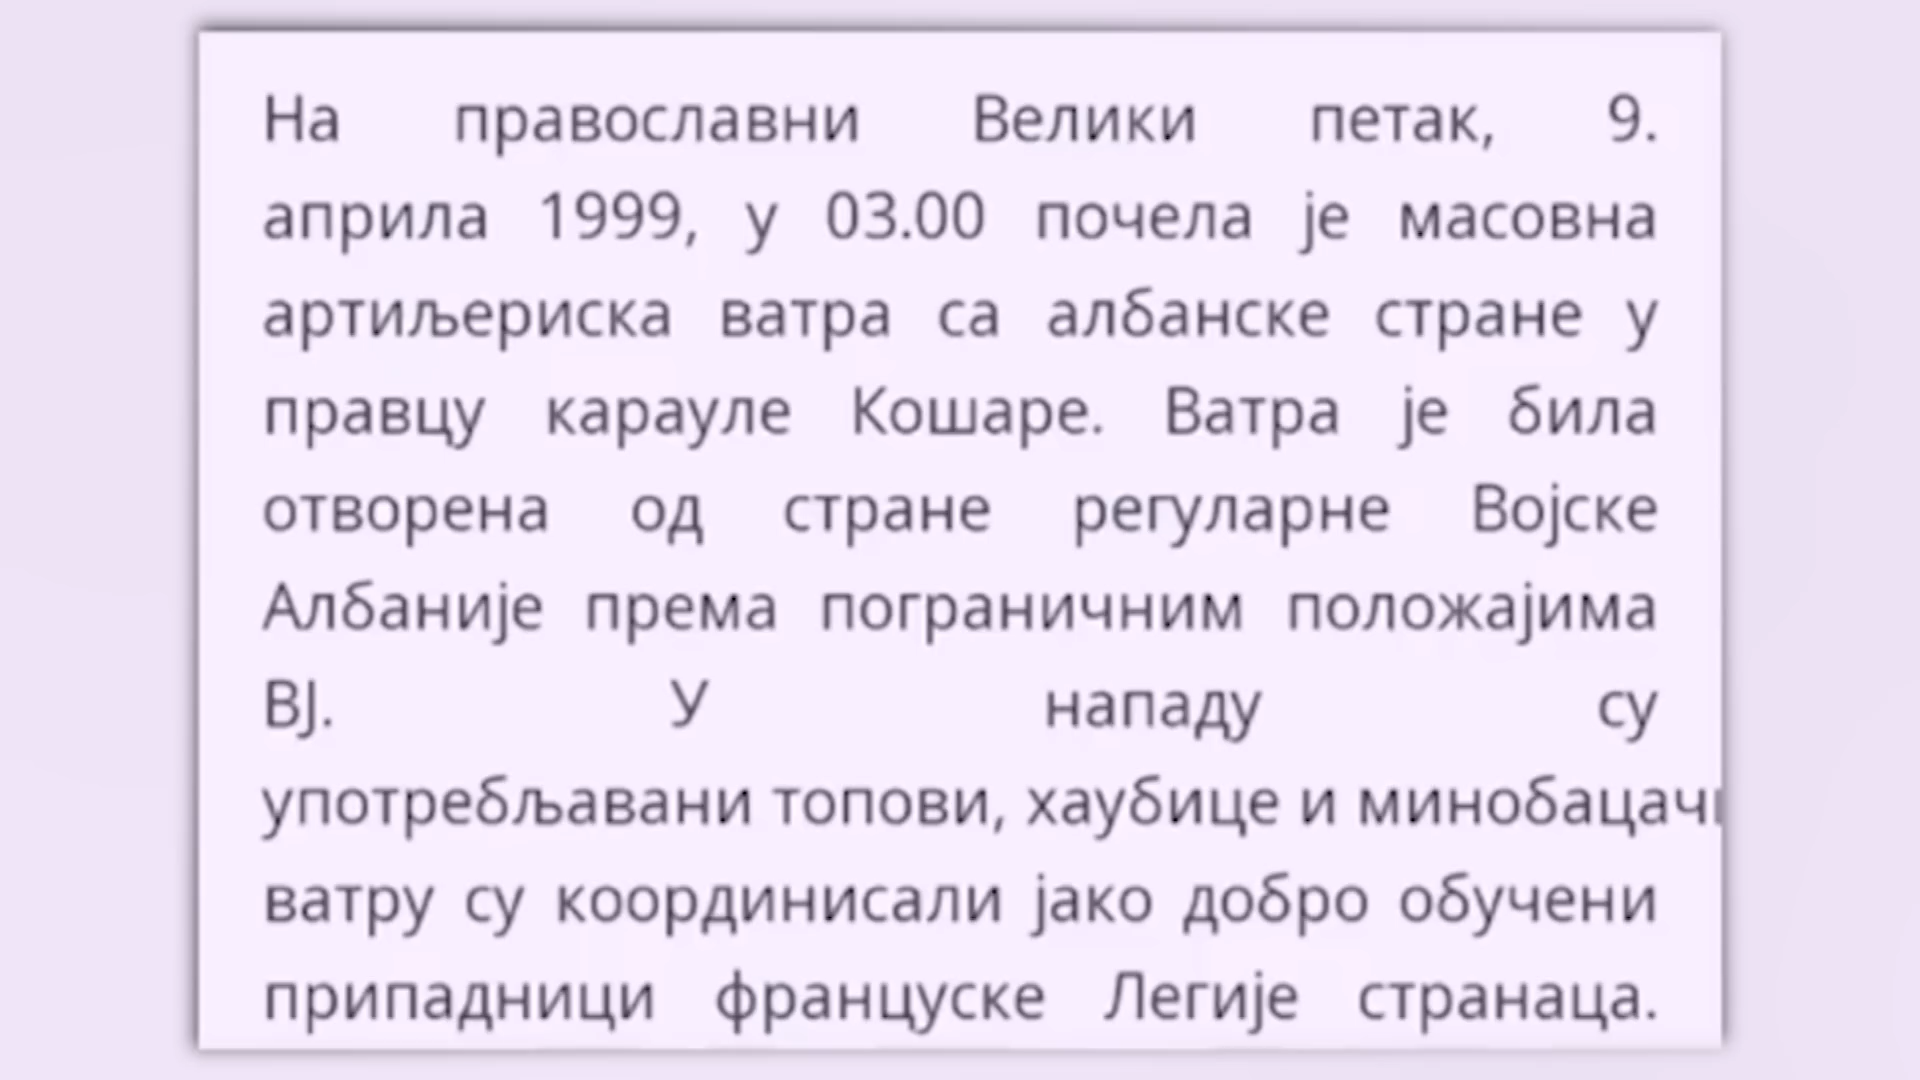 На православни Велики петак, 9.
априла 1999, у 03.00 почела је масовна
артиљериска ватра са албанске стране у
правцу карауле Кошаре. Ватра је била
отворена од стране регуларне Војске
Албаније према пограничним положајима
ВЈ. У нападу су
употребљавани топови, хаубице и
ватру су координисали јако добро обучени
припадници француске Легије странаца.